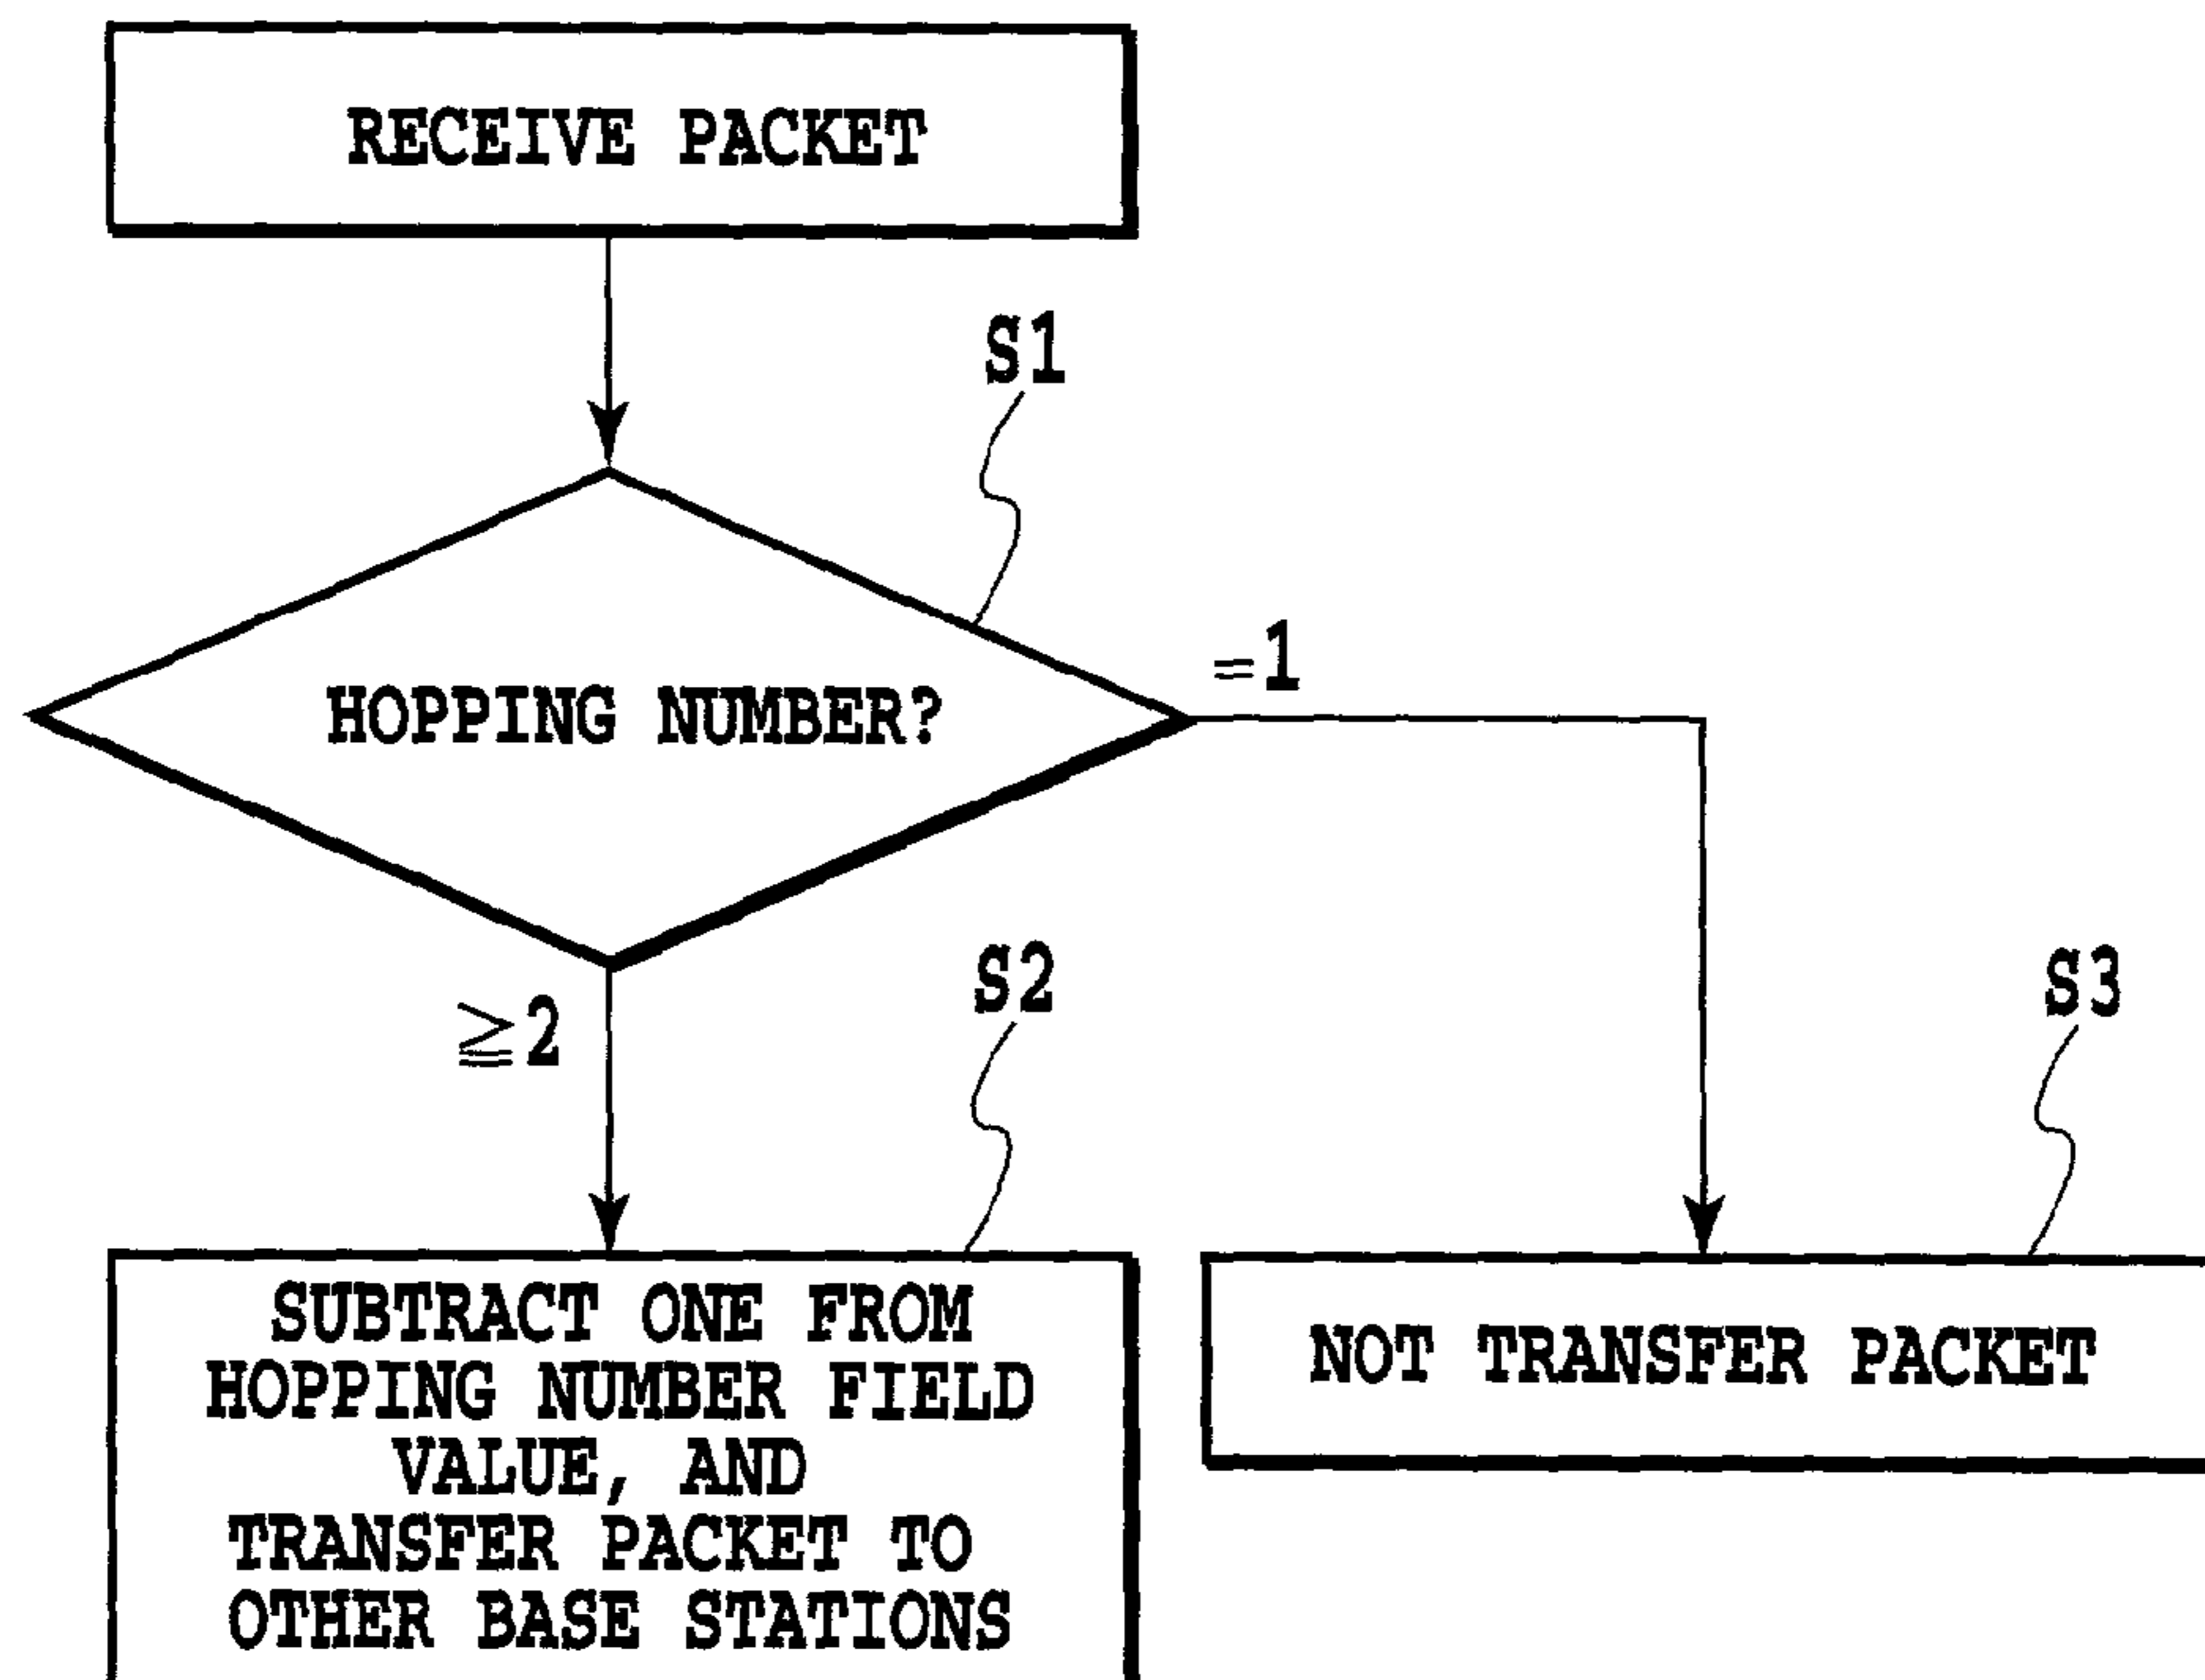 RECEIVE PACKET
S1
=1
HOPPING NUMBER?
≧2
S2
S3
SUBTRACT ONE FROM
HOPPING NUMBER FIELD
VALUE, AND
TRANSFER PACKET TO
OTHER BASE STATIONS
NOT TRANSFER PACKET